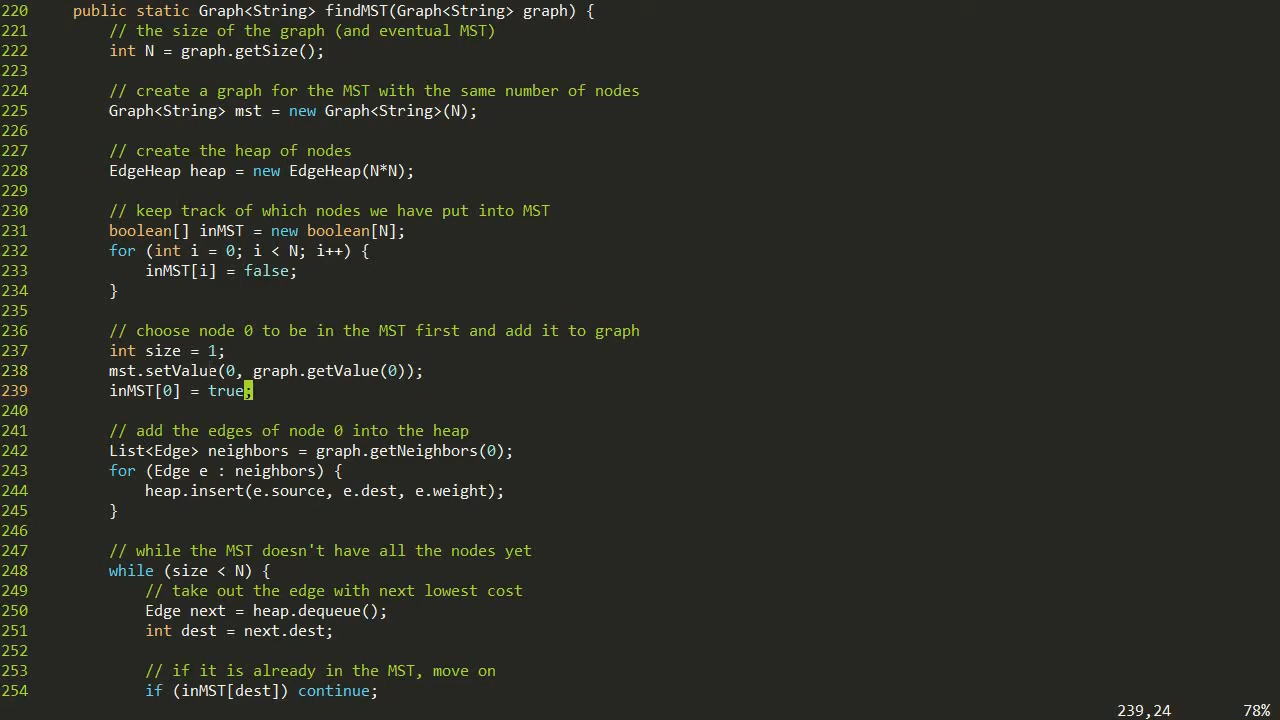 220     public static Graph<String> findMST(Graph<String> graph) {
221         // the size of the graph (and eventual MST)
222         int N = graph.getSize();
223
224         // create a graph for the MST with the same number of nodes
225         Graph<String> mst = new Graph<String>(N);
226
227         // create the heap of nodes
228         EdgeHeap heap = new EdgeHeap(N*N);
229
230         // keep track of which nodes we have put into MST
231         boolean[] inMST = new boolean[N];
232         for (int i = 0; i < N; i++) {
233             inMST[i] = false;
234         }
235
236         // choose node 0 to be in the MST first and add it to graph
237         int size = 1;
238         mst.setValue(0, graph.getValue(0));
239         inMST[0] = true;
240
241         // add the edges of node 0 into the heap
242         List<Edge> neighbors = graph.getNeighbors(0);
243         for (Edge e : neighbors) {
244             heap.insert(e.source, e.dest, e.weight);
245         }
246
247         // while the MST doesn't have all the nodes yet
248         while (size < N) {
249             // take out the edge with next lowest cost
250             Edge next = heap.dequeue();
251             int dest = next.dest;
252
253             // if it is already in the MST, move on
254             if (inMST[dest]) continue;
239,24 78%